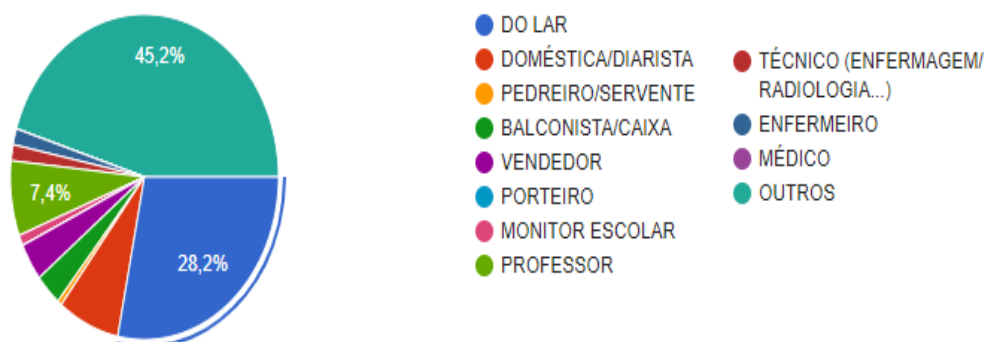 45,2%
7,4%
28,2%
DO LAR
DOMÉSTICA/DIARISTA
PEDREIRO/SERVENTE
BALCONISTA/CAIXA
VENDEDOR
PORTEIRO
MONITOR ESCOLAR
PROFESSOR
TÉCNICO (ENFERMAGEM/
RADIOLOGIA...)
ENFERMEIRO
MÉDICO
OUTROS